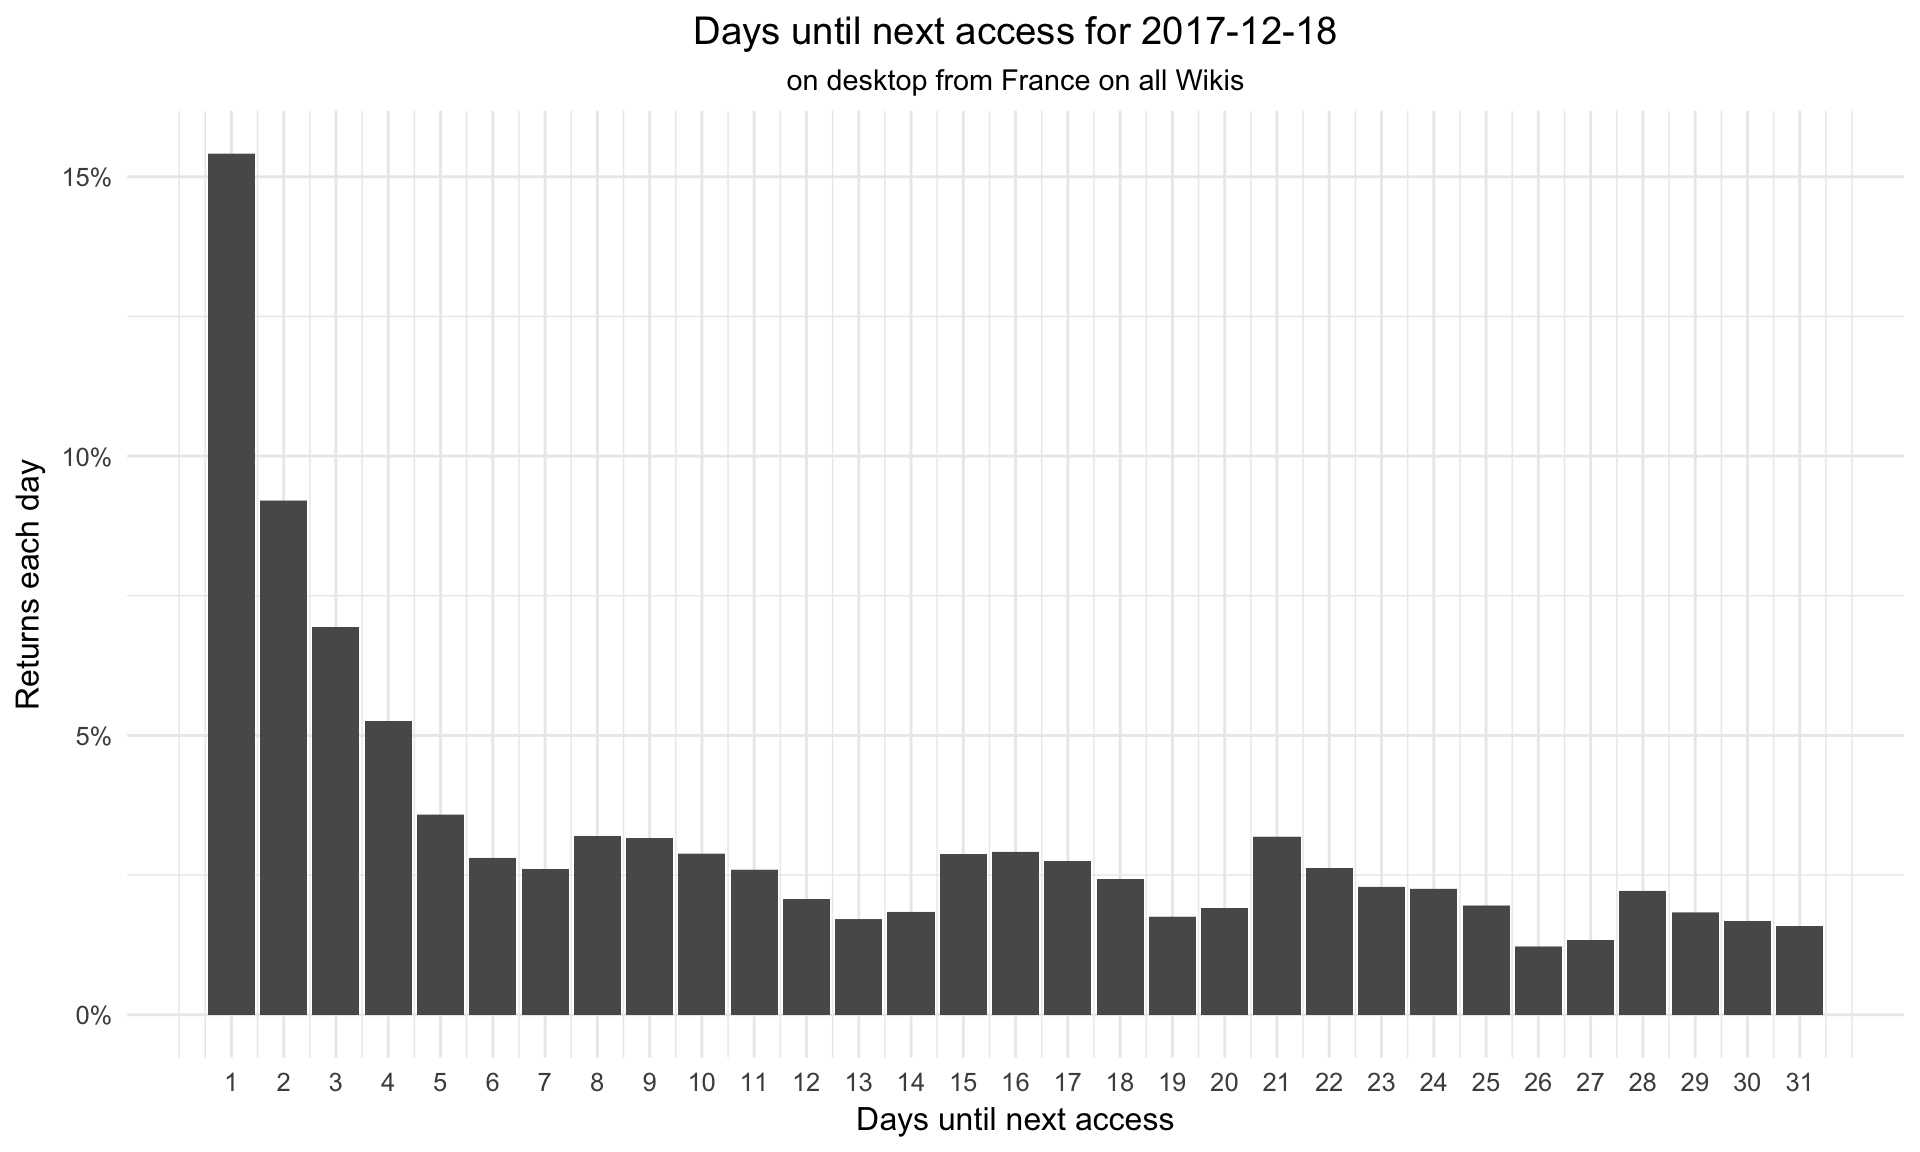 Days until next access for 2017-12-18
on desktop from France on all Wikis
Returns each day
15%
10%
5%
0%
1 2 3 4 5 6 7 8 9 10 11 12 13 14 15 16 17 18 19 20 21 22 23 24 25 26 27 28 29 30 31
Days until next access